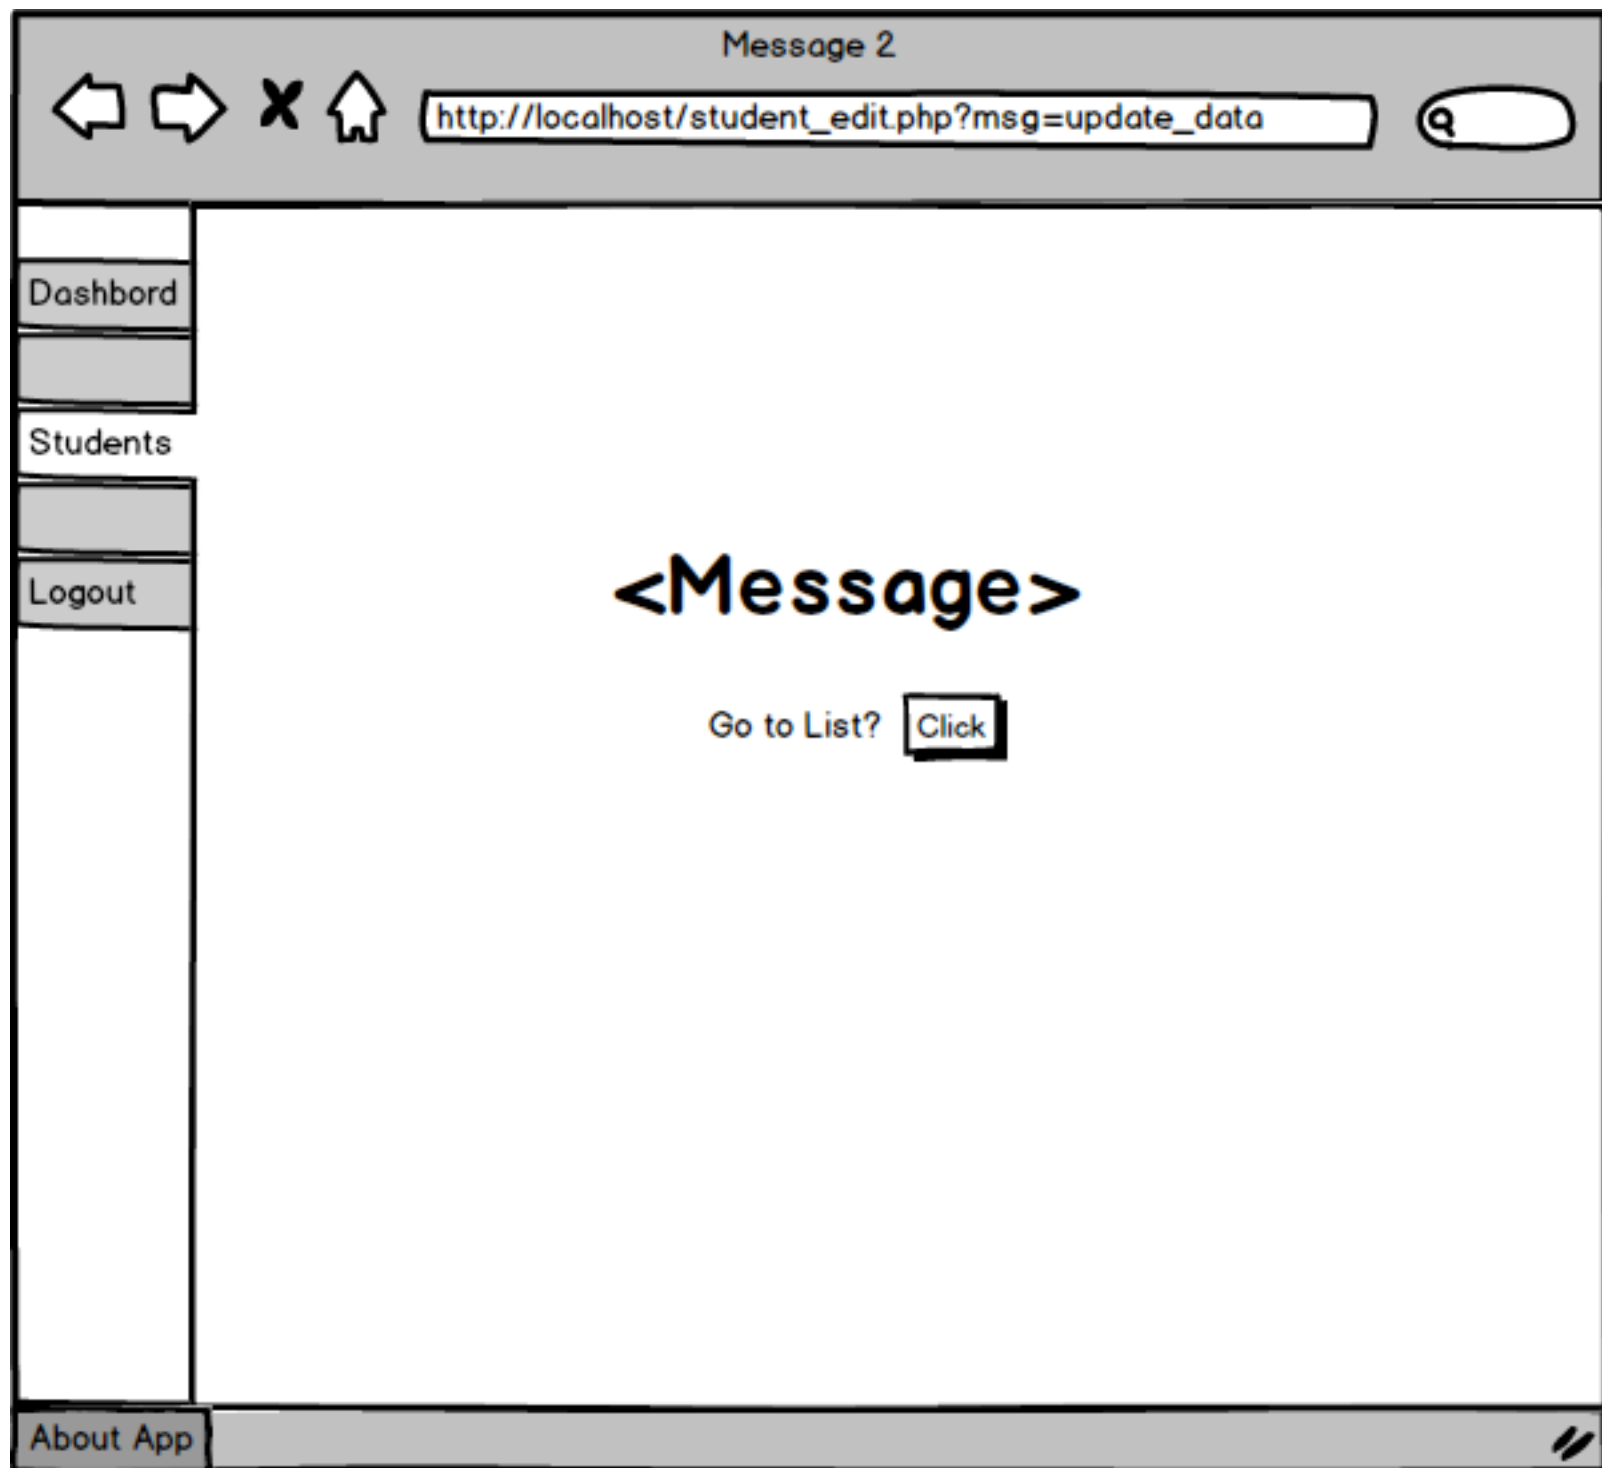 Message 2
http://localhost/student_edit.php?msg=update_data
Dashbord
Students
<Message>
Logout
Go to List? Click
About App